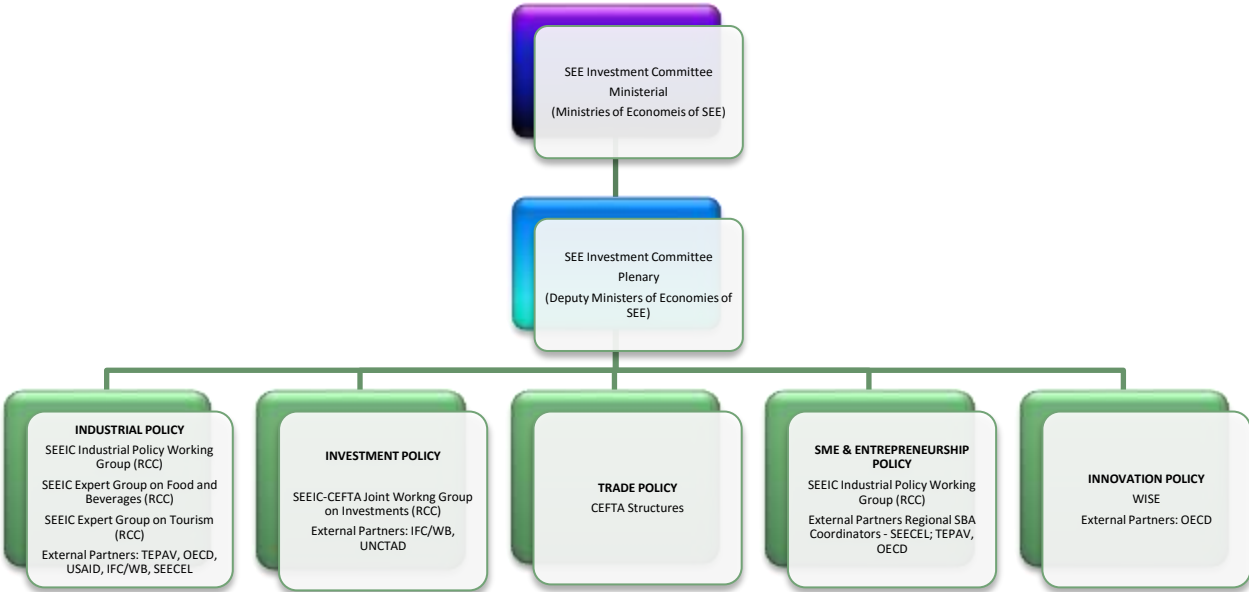 SEE Investment Committee
Ministerial
(Ministries of Economeis of SEE)
SEE Investment Committee
Plenary
(Deputy Ministers of Economies of
SEE)
INDUSTRIAL POLICY
SEEIC Industrial Policy Working
Group (RCC)
SEEIC Expert Group on Food and
Beverages (RCC)
SEEIC Expert Group on Tourism
(RCC)
External Partners: TEPAV, OECD,
USAID, IFC/WB, SEECEL
INVESTMENT POLICY
SEEIC-CEFTA Joint Workng Group
on Investments (RCC)
External Partners: IFC/WB,
UNCTAD
TRADE POLICY
CEFTA Structures
SME & ENTREPRENEURSHIP
POLICY
SEEIC Industrial Policy Working
Group (RCC)
External Partners Regional SBA
Coordinators - SEECEL; TEPAV,
OECD
INNOVATION POLICY
WISE
External Partners: OECD